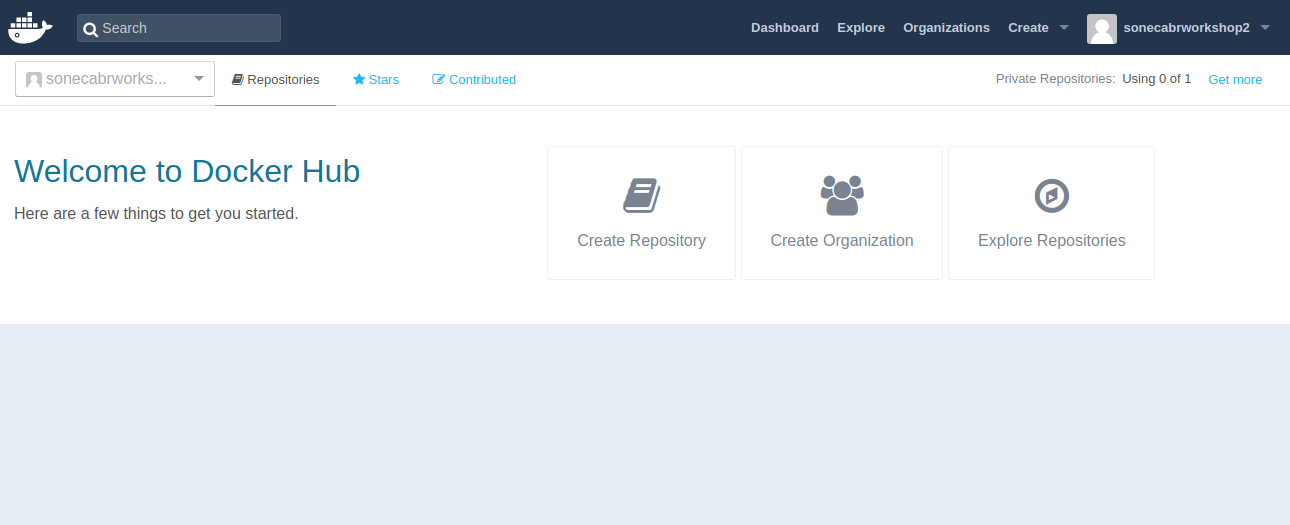 Search
Dashboard Explore Organizations Create sonecabrworkshop2
sonecabrworks... Repositories Stars Contributed Private Repositories: Using 0 of 1 Get more
Welcome to Docker Hub
Here are a few things to get you started.
Create Repository Create Organization Explore Repositories